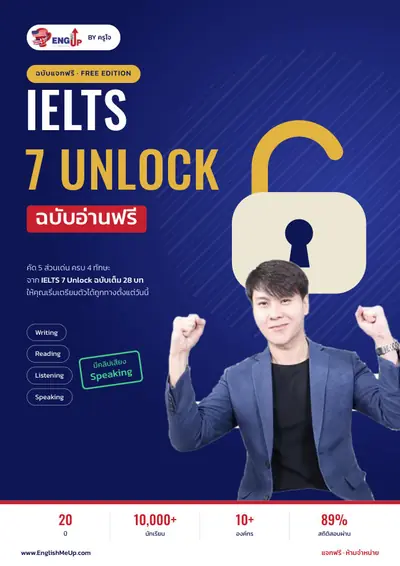 ENG UP BY ครูโจ
ฉบับแจกฟรี · FREE EDITION
IELTS
7 UNLOCK
ฉบับอ่านฟรี
คัด 5 ส่วนเด่น ครบ 4 ทักษะ
จาก IELTS 7 Unlock ฉบับเต็ม 28 บท
ให้คุณเริ่มเตรียมตัวได้ถูกทางตั้งแต่วันนี้
Writing
Reading
Listening
Speaking
มีคลิปเสียง
Speaking
20 10,000+ 10+ 89%
ปี นักเรียน องค์กร สถิติสอบผ่าน
www.EnglishMeUp.com แจกฟรี · ห้ามจำหน่าย